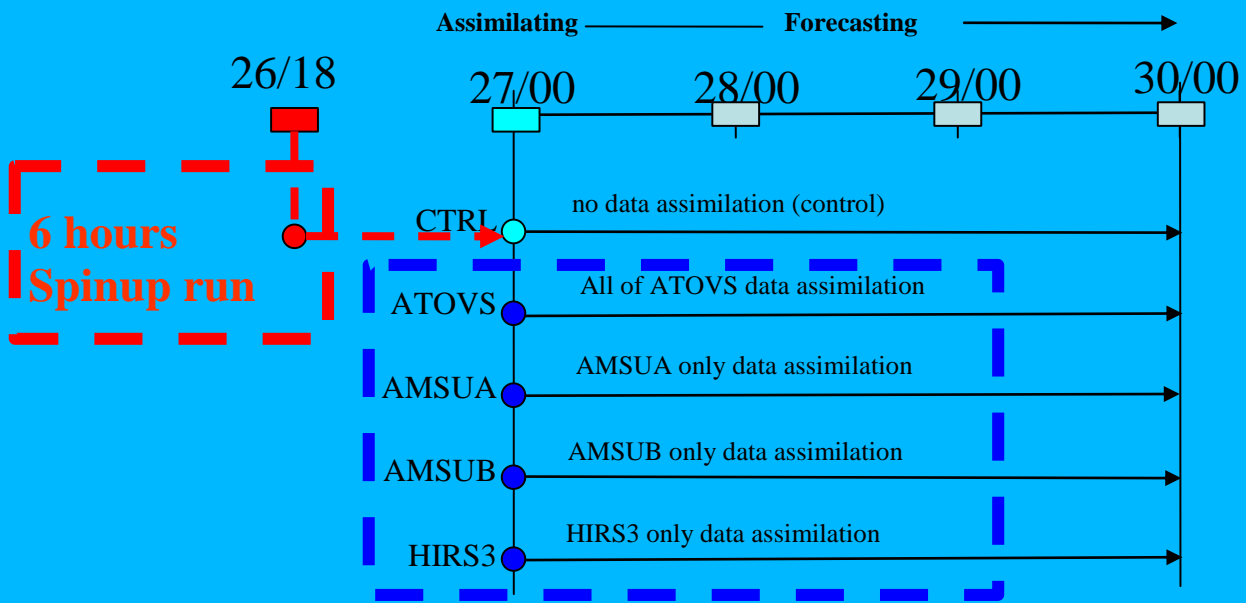 Assimilating Forecasting
26/18 27/00 28/00 29/00 30/00
6 hours
Spinup run
CTRL no data assimilation (control)
ATOVS All of ATOVS data assimilation
AMSUA AMSUA only data assimilation
AMSUB AMSUB only data assimilation
HIRS3 HIRS3 only data assimilation